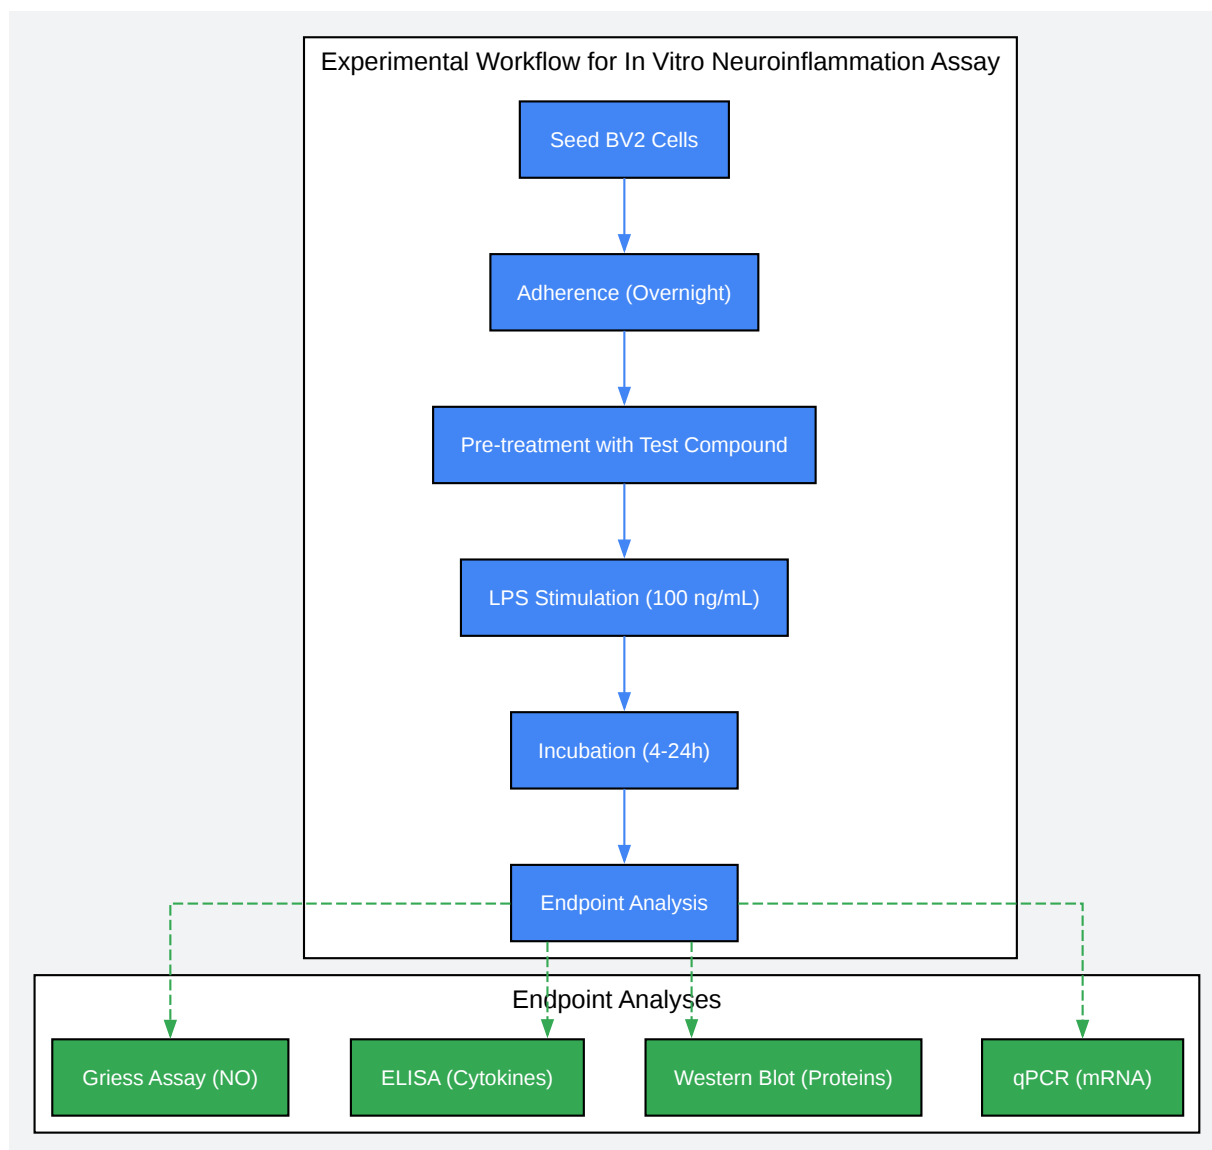 Experimental Workflow for In Vitro Neuroinflammation Assay
Seed BV2 Cells
Adherence (Overnight)
Pre-treatment with Test Compound
LPS Stimulation (100 ng/mL)
Incubation (4-24h)
Endpoint Analysis
Endpoint Analyses
Griess Assay (NO)
ELISA (Cytokines)
Western Blot (Proteins)
qPCR (mRNA)